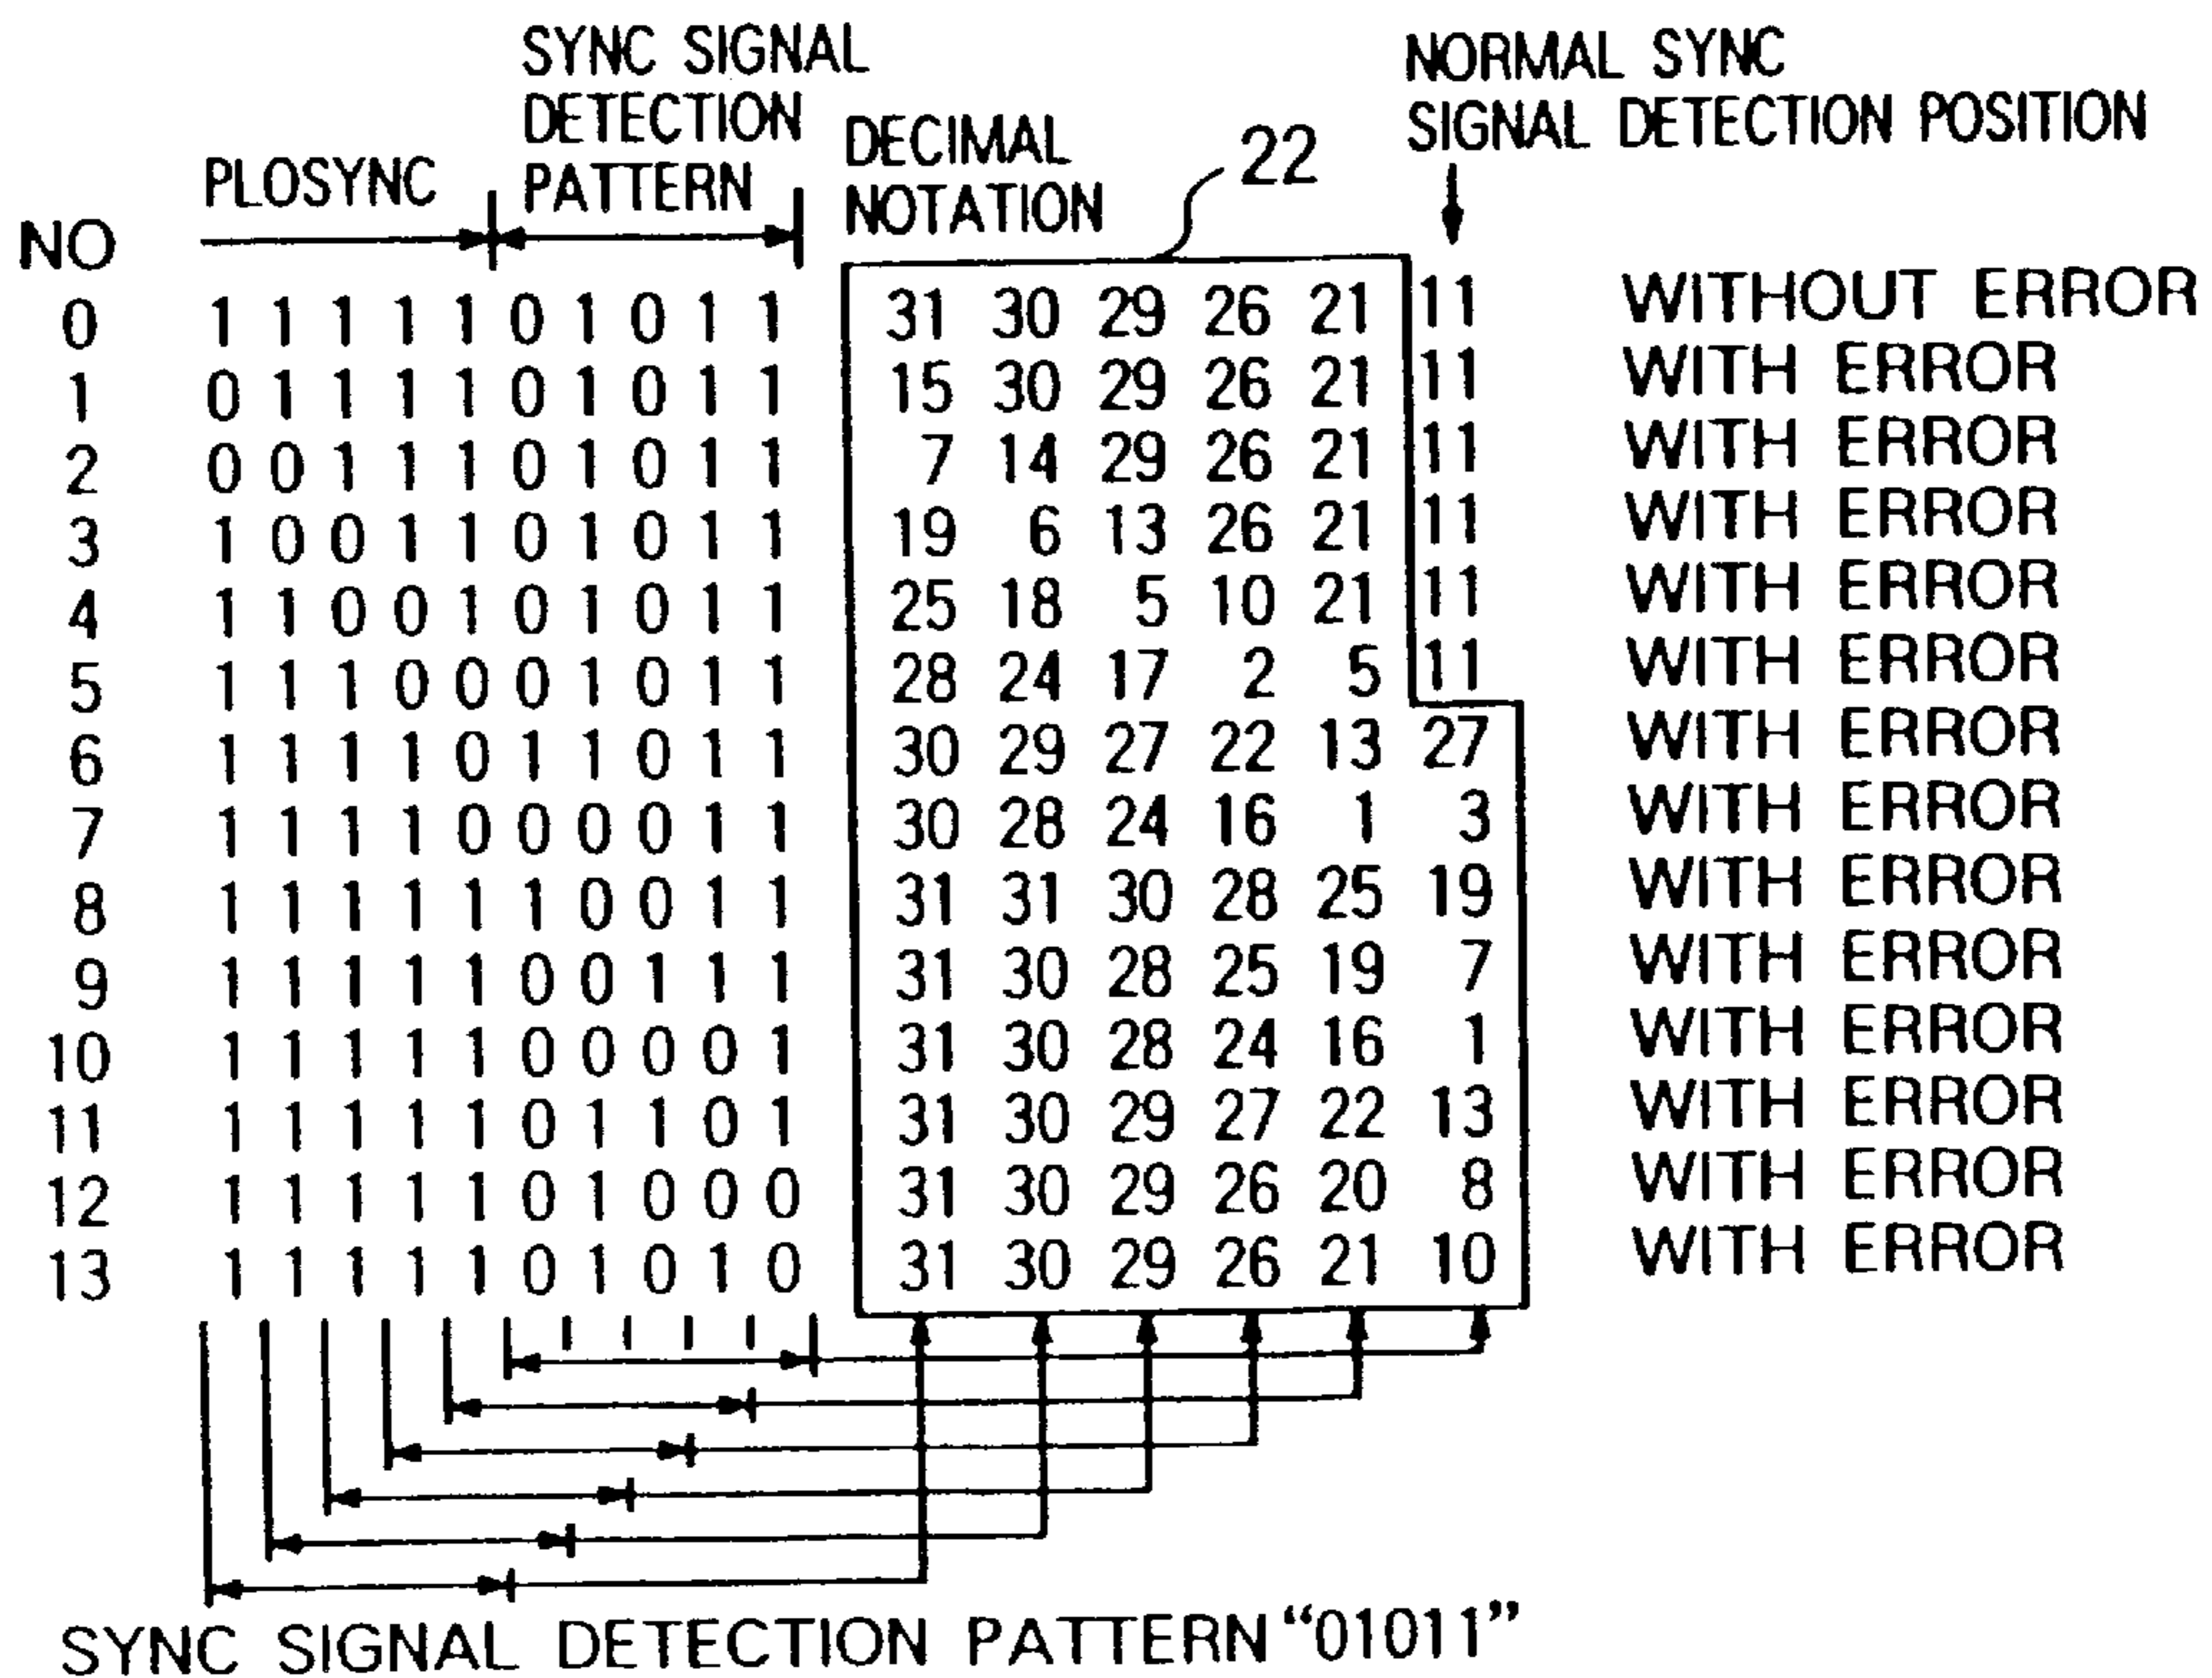 SYNC SIGNAL DETECTION PATTERN
NORMAL SYNC SIGNAL DETECTION POSITION
DECIMAL NOTATION
22
PLOSYNC
NO
0 1 1 1 1 1 0 1 0 1 1 31 30 29 26 21 11 WITHOUT ERROR
1 0 1 1 1 1 0 1 0 1 1 15 30 29 26 21 11 WITH ERROR
2 0 0 1 1 1 0 1 0 1 1 7 14 29 26 21 11 WITH ERROR
3 1 0 0 1 1 0 1 0 1 1 19 6 13 26 21 11 WITH ERROR
4 1 1 0 0 1 0 1 0 1 1 25 18 5 10 21 11 WITH ERROR
5 1 1 1 0 0 0 1 0 1 1 28 24 17 2 5 11 WITH ERROR
6 1 1 1 1 0 1 1 0 1 1 30 29 27 22 13 27 WITH ERROR
7 1 1 1 1 0 0 0 0 1 1 30 28 24 16 1 3 WITH ERROR
8 1 1 1 1 1 1 0 0 1 1 31 31 30 28 25 19 WITH ERROR
9 1 1 1 1 1 0 0 1 1 1 31 30 28 25 19 7 WITH ERROR
10 1 1 1 1 1 0 0 0 0 1 31 30 28 24 16 1 WITH ERROR
11 1 1 1 1 1 0 1 1 0 1 31 30 29 27 22 13 WITH ERROR
12 1 1 1 1 1 0 1 0 0 0 31 30 29 26 20 8 WITH ERROR
13 1 1 1 1 1 0 1 0 1 0 31 30 29 26 21 10 WITH ERROR
SYNC SIGNAL DETECTION PATTERN “01011”